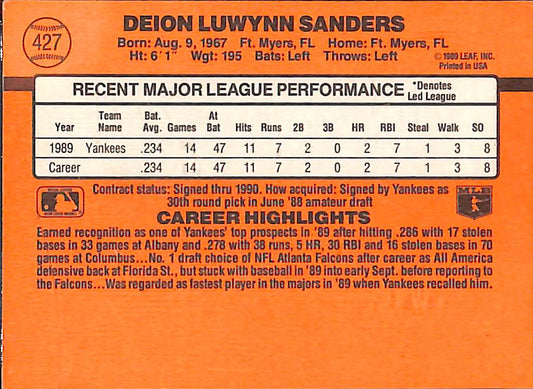 427
DEION LUWYNN SANDERS
Born: Aug. 9, 1967 Ft. Myers, FL Home: Ft. Myers, FL
Ht: 6'1" Wgt: 195 Bats: Left Throws: Left
©1989 LEAF, INC.
Printed in USA
RECENT MAJOR LEAGUE PERFORMANCE *Denotes Led League
Year Team Name Bat. Avg. Games At Bat Hits Runs 2B 3B HR RBI Steal Walk SO
1989 Yankees .234 14 47 11 7 2 0 2 7 1 3 8
Career .234 14 47 11 7 2 0 2 7 1 3 8
Contract status: Signed thru 1990. How acquired: Signed by Yankees as
30th round pick in June '88 amateur draft
MLB
CAREER HIGHLIGHTS
Earned recognition as one of Yankees' top prospects in '89 after hitting .286 with 17 stolen
bases in 33 games at Albany and .278 with 38 runs, 5 HR, 30 RBI and 16 stolen bases in 70
games at Columbus...No. 1 draft choice of NFL Atlanta Falcons after career as All America
defensive back at Florida St., but stuck with baseball in '89 into early Sept. before reporting to
the Falcons...Was regarded as fastest player in the majors in '89 when Yankees recalled him.